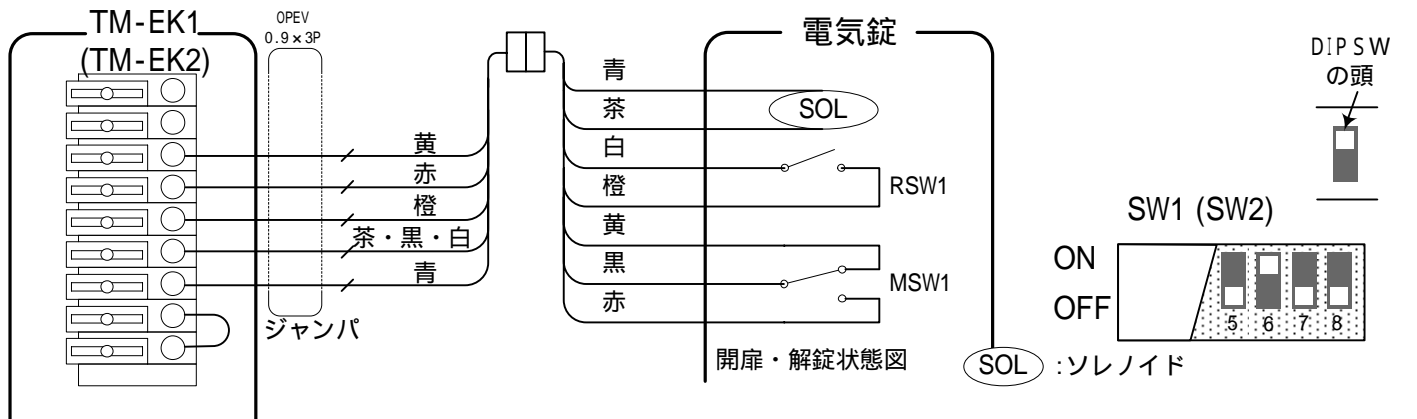 TM-EK1
(TM-EK2)
OPEV
0.9×3P
黄
赤
橙
茶・黒・白
青
ジャンパ
電気錠
青
茶
白
橙
黄
黒
赤
SOL
RSW1
MSW1
開扉・解錠状態図
SOL :ソレノイド
DIP SW
の頭
SW1 (SW2)
ON
OFF
5 6 7 8